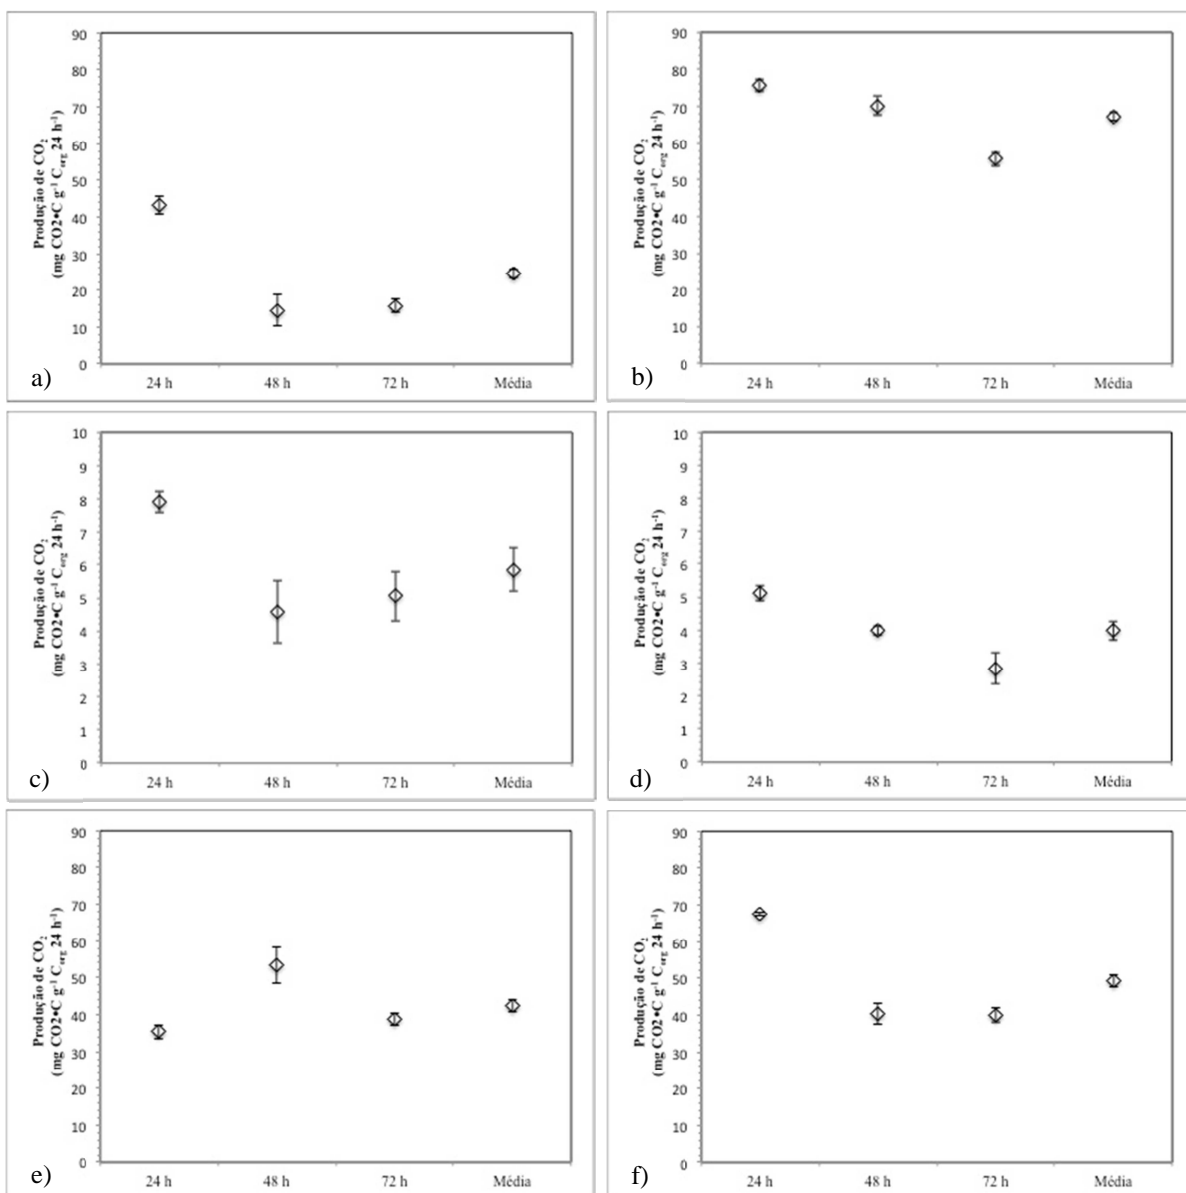 Produção de CO₂
(mg CO2•C g⁻¹ Cₒᵣg 24 h⁻¹)
90
80
70
60
50
40
30
20
10
0
24 h 48 h 72 h Média
a)
Produção de CO₂
(mg CO2•C g⁻¹ Cₒᵣg 24 h⁻¹)
90
80
70
60
50
40
30
20
10
0
24 h 48 h 72 h Média
b)
Produção de CO₂
(mg CO2•C g⁻¹ Cₒᵣg 24 h⁻¹)
10
9
8
7
6
5
4
3
2
1
0
24 h 48 h 72 h Média
c)
Produção de CO₂
(mg CO2•C g⁻¹ Cₒᵣg 24 h⁻¹)
10
9
8
7
6
5
4
3
2
1
0
24 h 48 h 72 h Média
d)
Produção de CO₂
(mg CO2•C g⁻¹ Cₒᵣg 24 h⁻¹)
90
80
70
60
50
40
30
20
10
0
24 h 48 h 72 h Média
e)
Produção de CO₂
(mg CO2•C g⁻¹ Cₒᵣg 24 h⁻¹)
90
80
70
60
50
40
30
20
10
0
24 h 48 h 72 h Média
f)